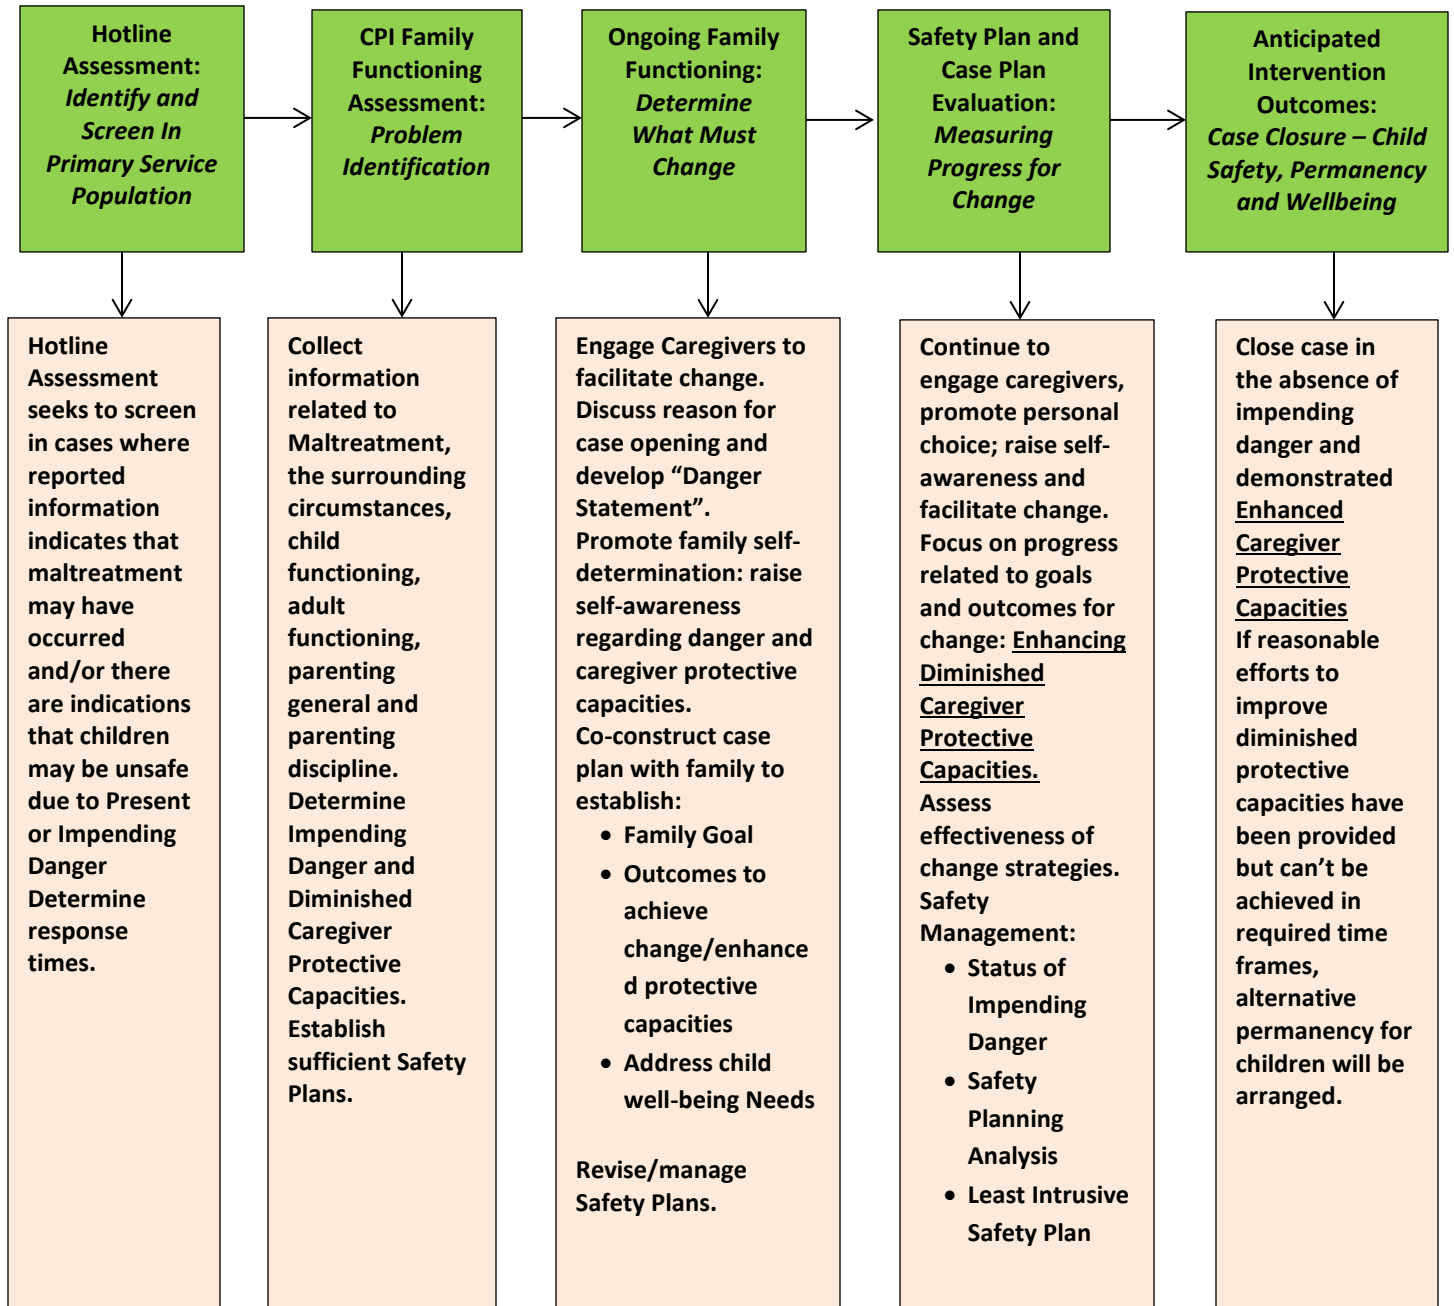 Hotline
Assessment:
Identify and
Screen In
Primary Service
Population
CPI Family
Functioning
Assessment:
Problem
Identification
Ongoing Family
Functioning:
Determine
What Must
Change
Safety Plan and
Case Plan
Evaluation:
Measuring
Progress for
Change
Anticipated
Intervention
Outcomes:
Case Closure – Child
Safety, Permanency
and Wellbeing
Hotline
Assessment
seeks to screen
in cases where
reported
information
indicates that
maltreatment
may have
occurred
and/or there
are indications
that children
may be unsafe
due to Present
or Impending
Danger
Determine
response
times.
Collect
information
related to
Maltreatment,
the surrounding
circumstances,
child
functioning,
adult
functioning,
parenting
general and
parenting
discipline.
Determine
Impending
Danger and
Diminished
Caregiver
Protective
Capacities.
Establish
sufficient Safety
Plans.
Engage Caregivers to
facilitate change.
Discuss reason for
case opening and
develop “Danger
Statement”.
Promote family self-
determination: raise
self-awareness
regarding danger and
caregiver protective
capacities.
Co-construct case
plan with family to
establish:
• Family Goal
• Outcomes to
achieve
change/enhance
d protective
capacities
• Address child
well-being Needs
Revise/manage
Safety Plans.
Continue to
engage caregivers,
promote personal
choice; raise self-
awareness and
facilitate change.
Focus on progress
related to goals
and outcomes for
change: Enhancing
Diminished
Caregiver
Protective
Capacities.
Assess
effectiveness of
change strategies.
Safety
Management:
• Status of
Impending
Danger
• Safety
Planning
Analysis
• Least Intrusive
Safety Plan
Close case in
the absence of
impending
danger and
demonstrated
Enhanced
Caregiver
Protective
Capacities
If reasonable
efforts to
improve
diminished
protective
capacities have
been provided
but can’t be
achieved in
required time
frames,
alternative
permanency for
children will be
arranged.